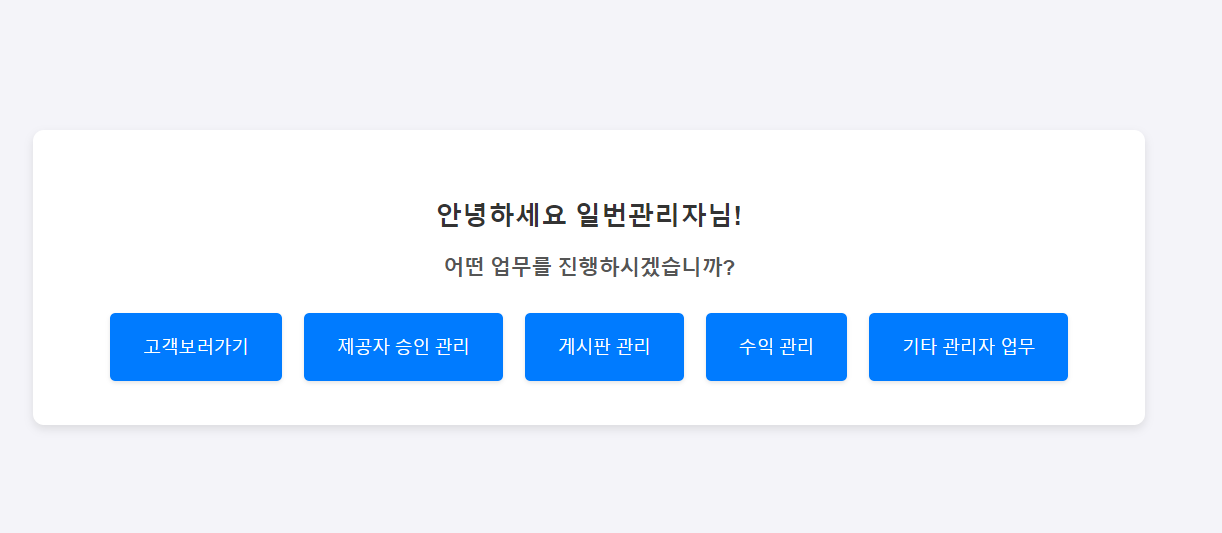 안녕하세요 일번관리자님!
어떤 업무를 진행하시겠습니까?
고객보러가기 제공자 승인 관리 게시판 관리 수익 관리 기타 관리자 업무